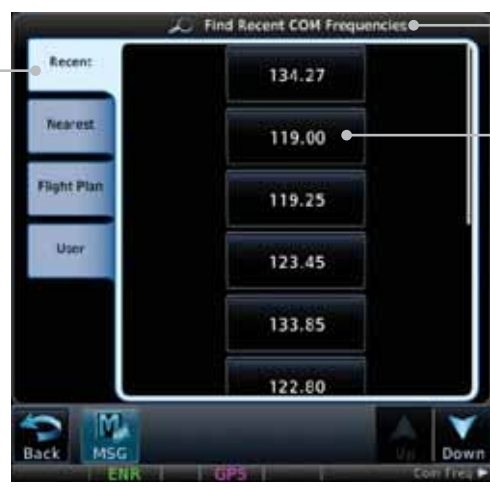 Find Recent COM Frequencies
Recent
Nearest
Flight Plan
User
134.27
119.00
119.25
123.45
133.85
122.80
Back
MSG
Up
Down
ENR
GPS
Com Freq